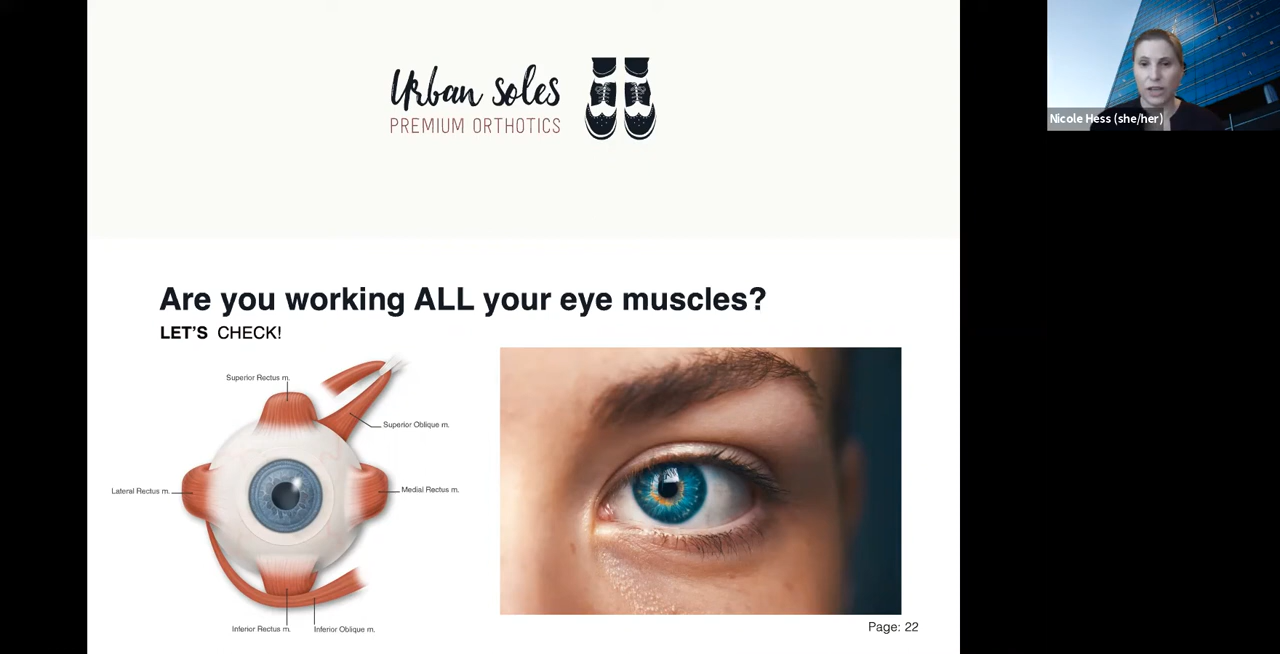 Urban soles
PREMIUM ORTHOTICS
Nicole Hess (she/her)
Are you working ALL your eye muscles?
LET'S CHECK!
Superior Rectus m.
Superior Oblique m.
Lateral Rectus m.
Medial Rectus m.
Inferior Rectus m.
Inferior Oblique m.
Page: 22